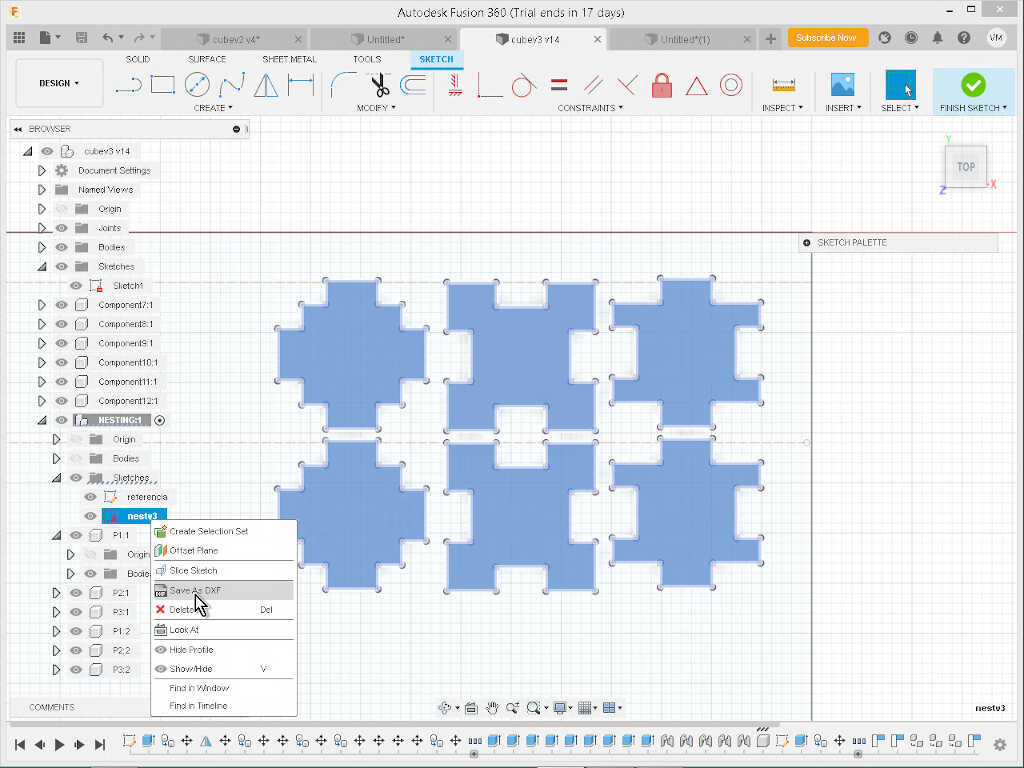 Autodesk Fusion 360 (Trial ends in 17 days)
cubev2 v4*
Untitled*
cubev3 v14
Untitled*(1)
Subscribe Now
VM
SOLID
SURFACE
SHEET METAL
TOOLS
SKETCH
DESIGN
CREATE
MODIFY
CONSTRAINTS
INSPECT
INSERT
SELECT
FINISH SKETCH
BROWSER
cubev3 v14
Document Settings
Named Views
Origin
Joints
Bodies
Sketches
Sketch1
Component7:1
Component8:1
Component9:1
Component10:1
Component11:1
Component12:1
NESTING:1
Origin
Bodies
Sketches
referencia
nestv3
P1:1
Origin
Bodies
P2:1
P3:1
P1:2
P2:2
P3:2
Create Selection Set
Offset Plane
Slice Sketch
Save As DXF
Delete Del
Look At
Hide Profile
Show/Hide V
Find in Window
Find in Timeline
Y
TOP
X
Z
SKETCH PALETTE
COMMENTS
nestv3